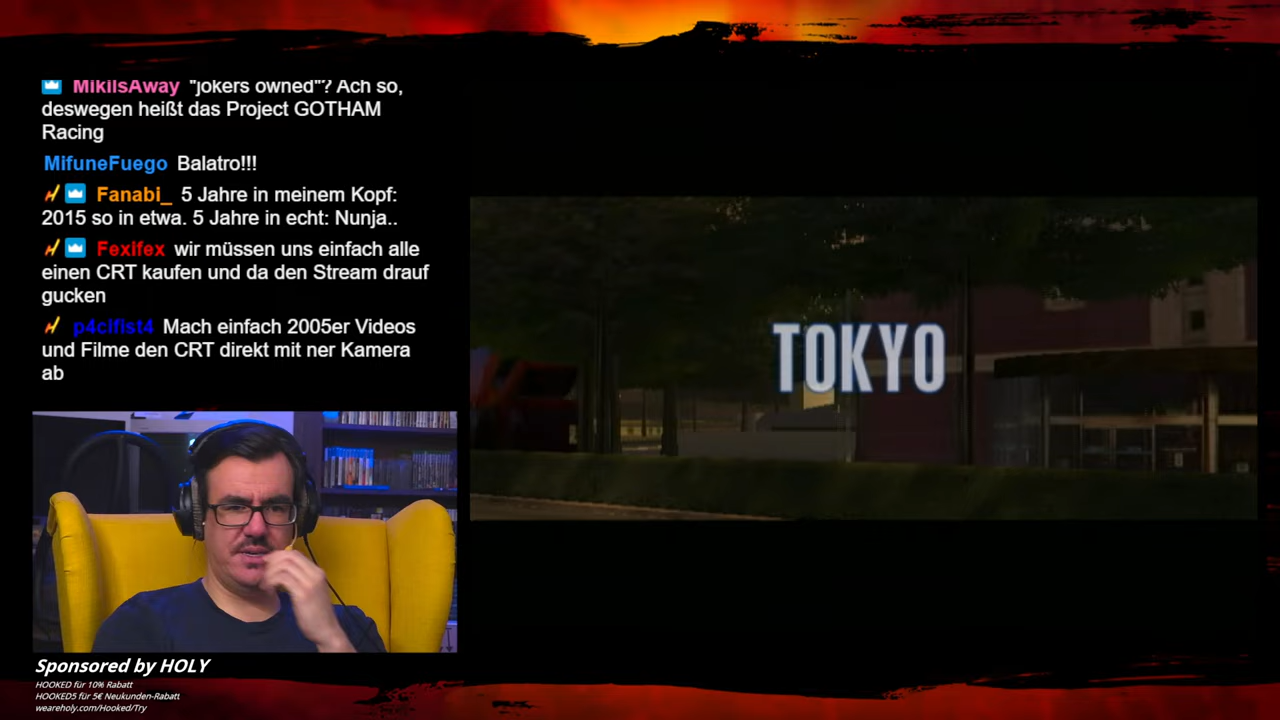 MikiIsAway "jokers owned"? Ach so,
deswegen heißt das Project GOTHAM
Racing
MifuneFuego Balatro!!!
Fanabi_ 5 Jahre in meinem Kopf:
2015 so in etwa. 5 Jahre in echt: Nunja..
Fexifex wir müssen uns einfach alle
einen CRT kaufen und da den Stream drauf
gucken
p4cifist4 Mach einfach 2005er Videos
und Filme den CRT direkt mit ner Kamera
ab
TOKYO
Sponsored by HOLY
HOOKED für 10% Rabatt
HOOKED5 für 5€ Neukunden-Rabatt
weareholy.com/Hooked/Try